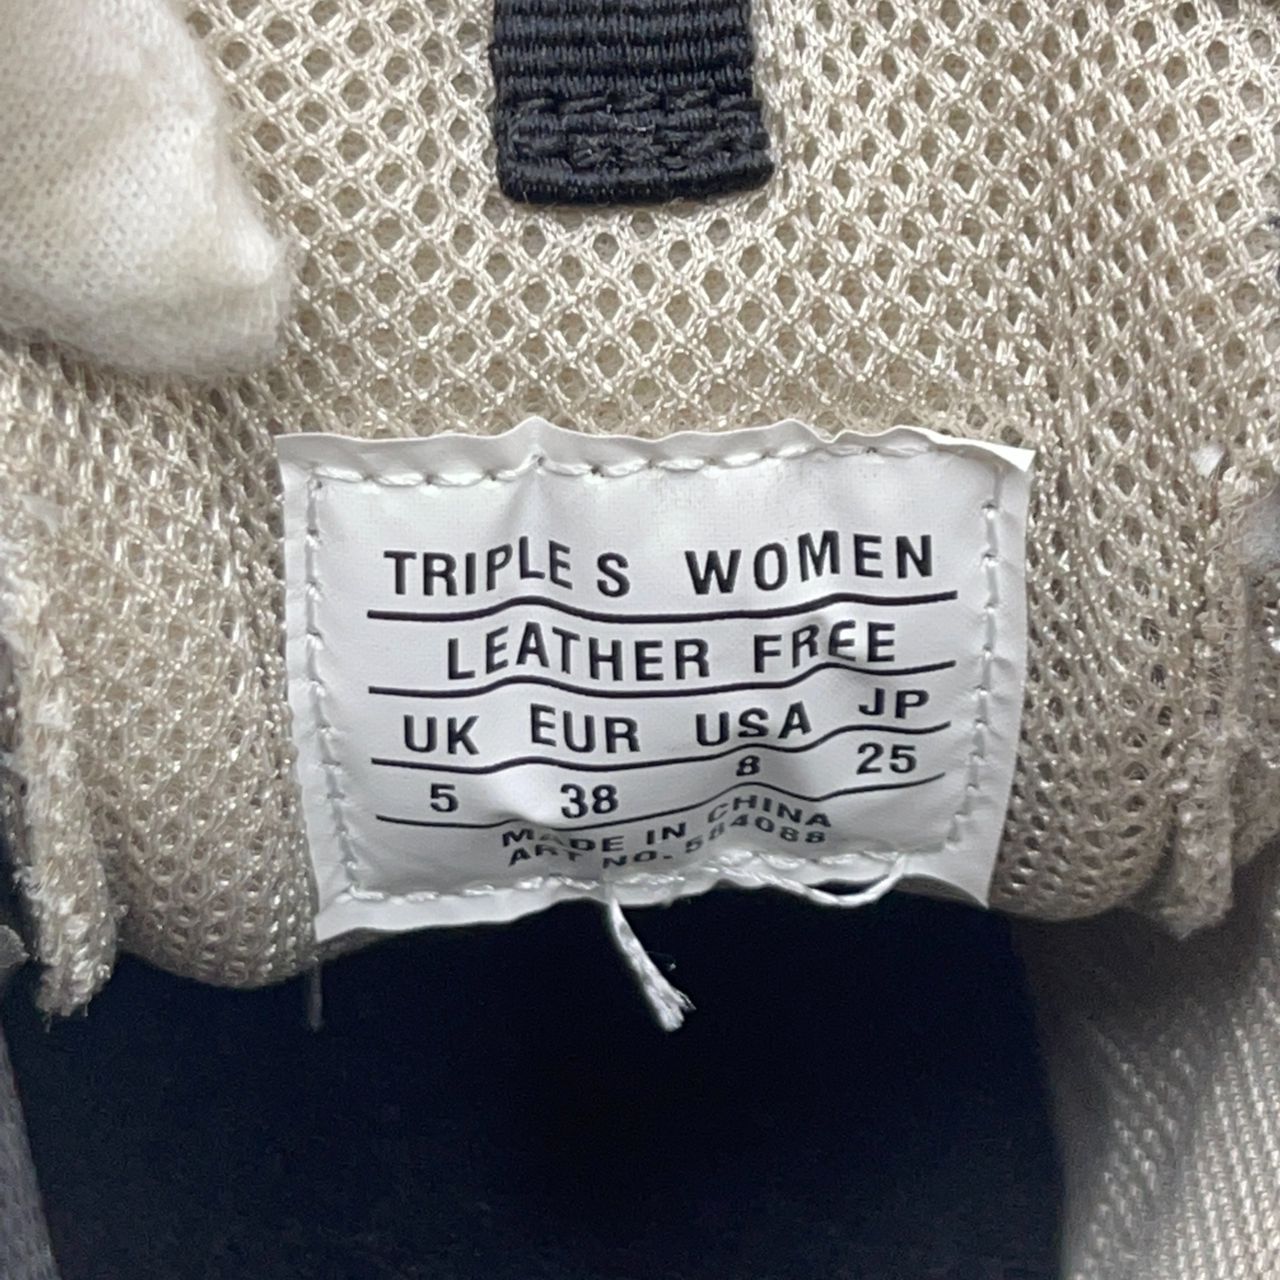 TRIPLE S WOMEN
LEATHER FREE
UK EUR USA JP
5 38 8 25
MADE IN CHINA
ART NO. 584088